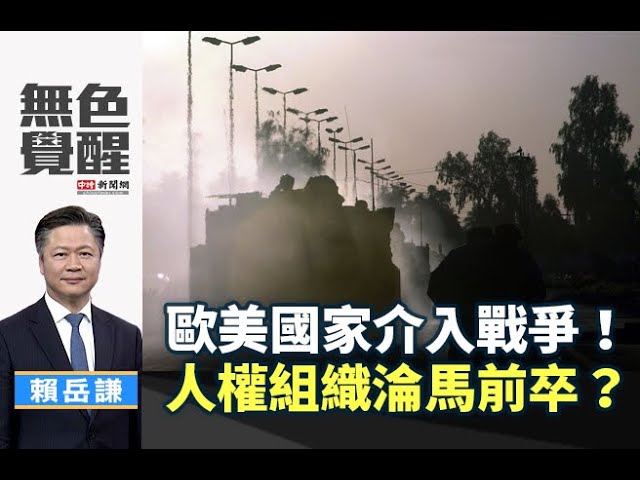 無色
覺醒
中時 新聞網
賴岳謙
歐美國家介入戰爭！
人權組織淪馬前卒？